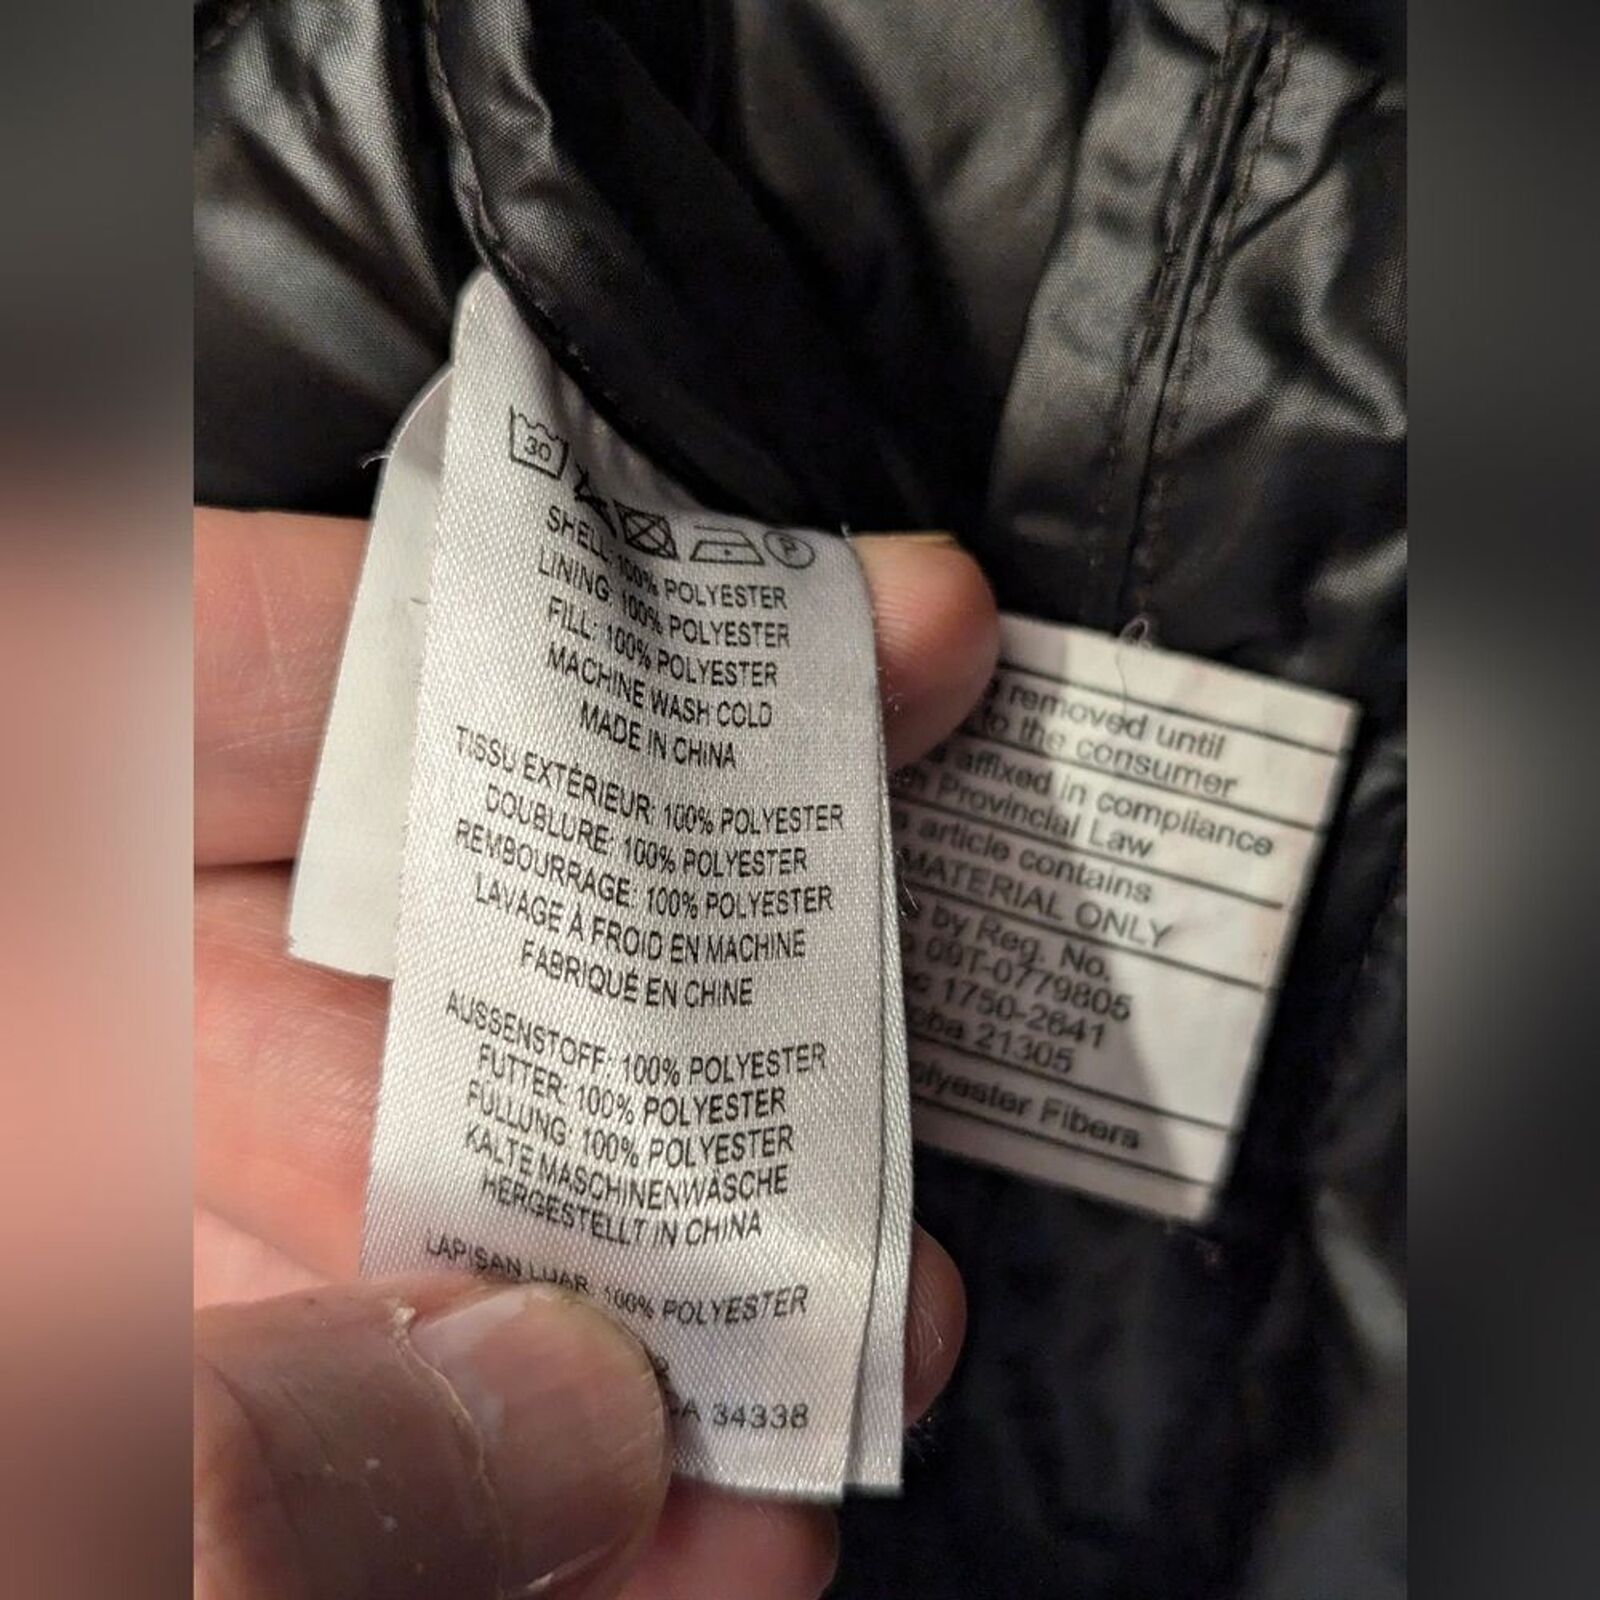 30
P
SHELL: 100% POLYESTER
LINING: 100% POLYESTER
FILL: 100% POLYESTER
MACHINE WASH COLD
MADE IN CHINA
TISSU EXTÉRIEUR: 100% POLYESTER
DOUBLURE: 100% POLYESTER
REMBOURRAGE: 100% POLYESTER
LAVAGE À FROID EN MACHINE
FABRIQUÉ EN CHINE
AUSSENSTOFF: 100% POLYESTER
FUTTER: 100% POLYESTER
FÜLLUNG: 100% POLYESTER
KALTE MASCHINENWÄSCHE
HERGESTELLT IN CHINA
LAPISAN LUAR: 100% POLYESTER
34338
removed until
to the consumer
affixed in compliance
Provincial Law
article contains
MATERIAL ONLY
by Reg. No.
09T-0779805
1750-2641
21305
Fibers